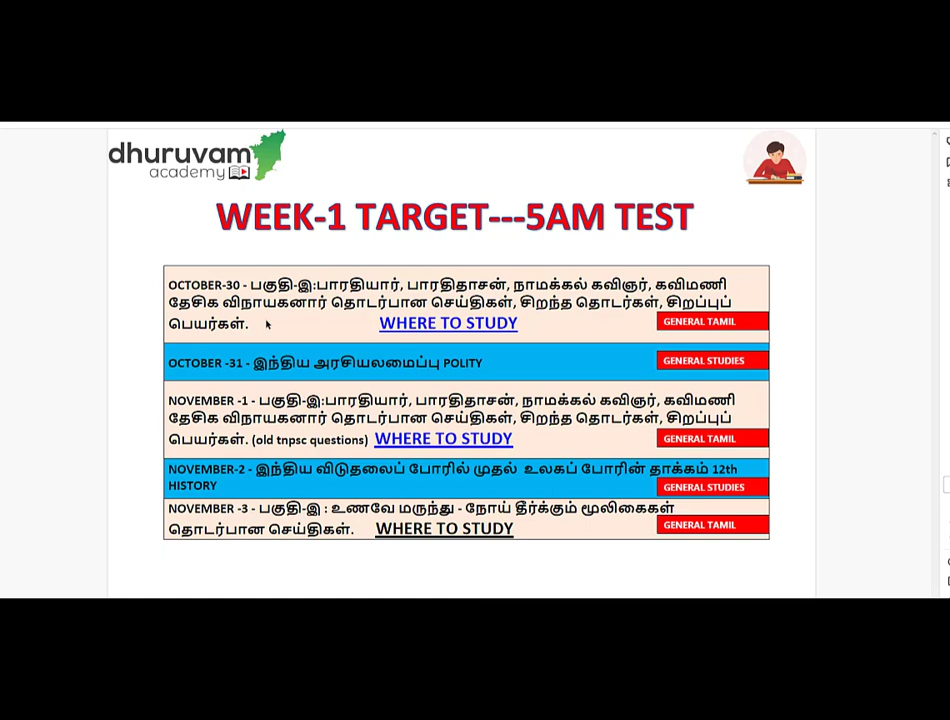 dhuruvam
academy
WEEK-1 TARGET---5AM TEST
OCTOBER-30 - பகுதி-இ:பாரதியார், பாரதிதாசன், நாமக்கல் கவிஞர், கவிமணி
தேசிக விநாயகனார் தொடர்பான செய்திகள், சிறந்த தொடர்கள், சிறப்புப்
பெயர்கள். WHERE TO STUDY GENERAL TAMIL
OCTOBER -31 - இந்திய அரசியலமைப்பு POLITY GENERAL STUDIES
NOVEMBER -1 - பகுதி-இ:பாரதியார், பாரதிதாசன், நாமக்கல் கவிஞர், கவிமணி
தேசிக விநாயகனார் தொடர்பான செய்திகள், சிறந்த தொடர்கள், சிறப்புப்
பெயர்கள். (old tnpsc questions) WHERE TO STUDY GENERAL TAMIL
NOVEMBER-2 - இந்திய விடுதலைப் போரில் முதல் உலகப் போரின் தாக்கம் 12th
HISTORY GENERAL STUDIES
NOVEMBER -3 - பகுதி-இ : உணவே மருந்து - நோய் தீர்க்கும் மூலிகைகள்
தொடர்பான செய்திகள். WHERE TO STUDY GENERAL TAMIL